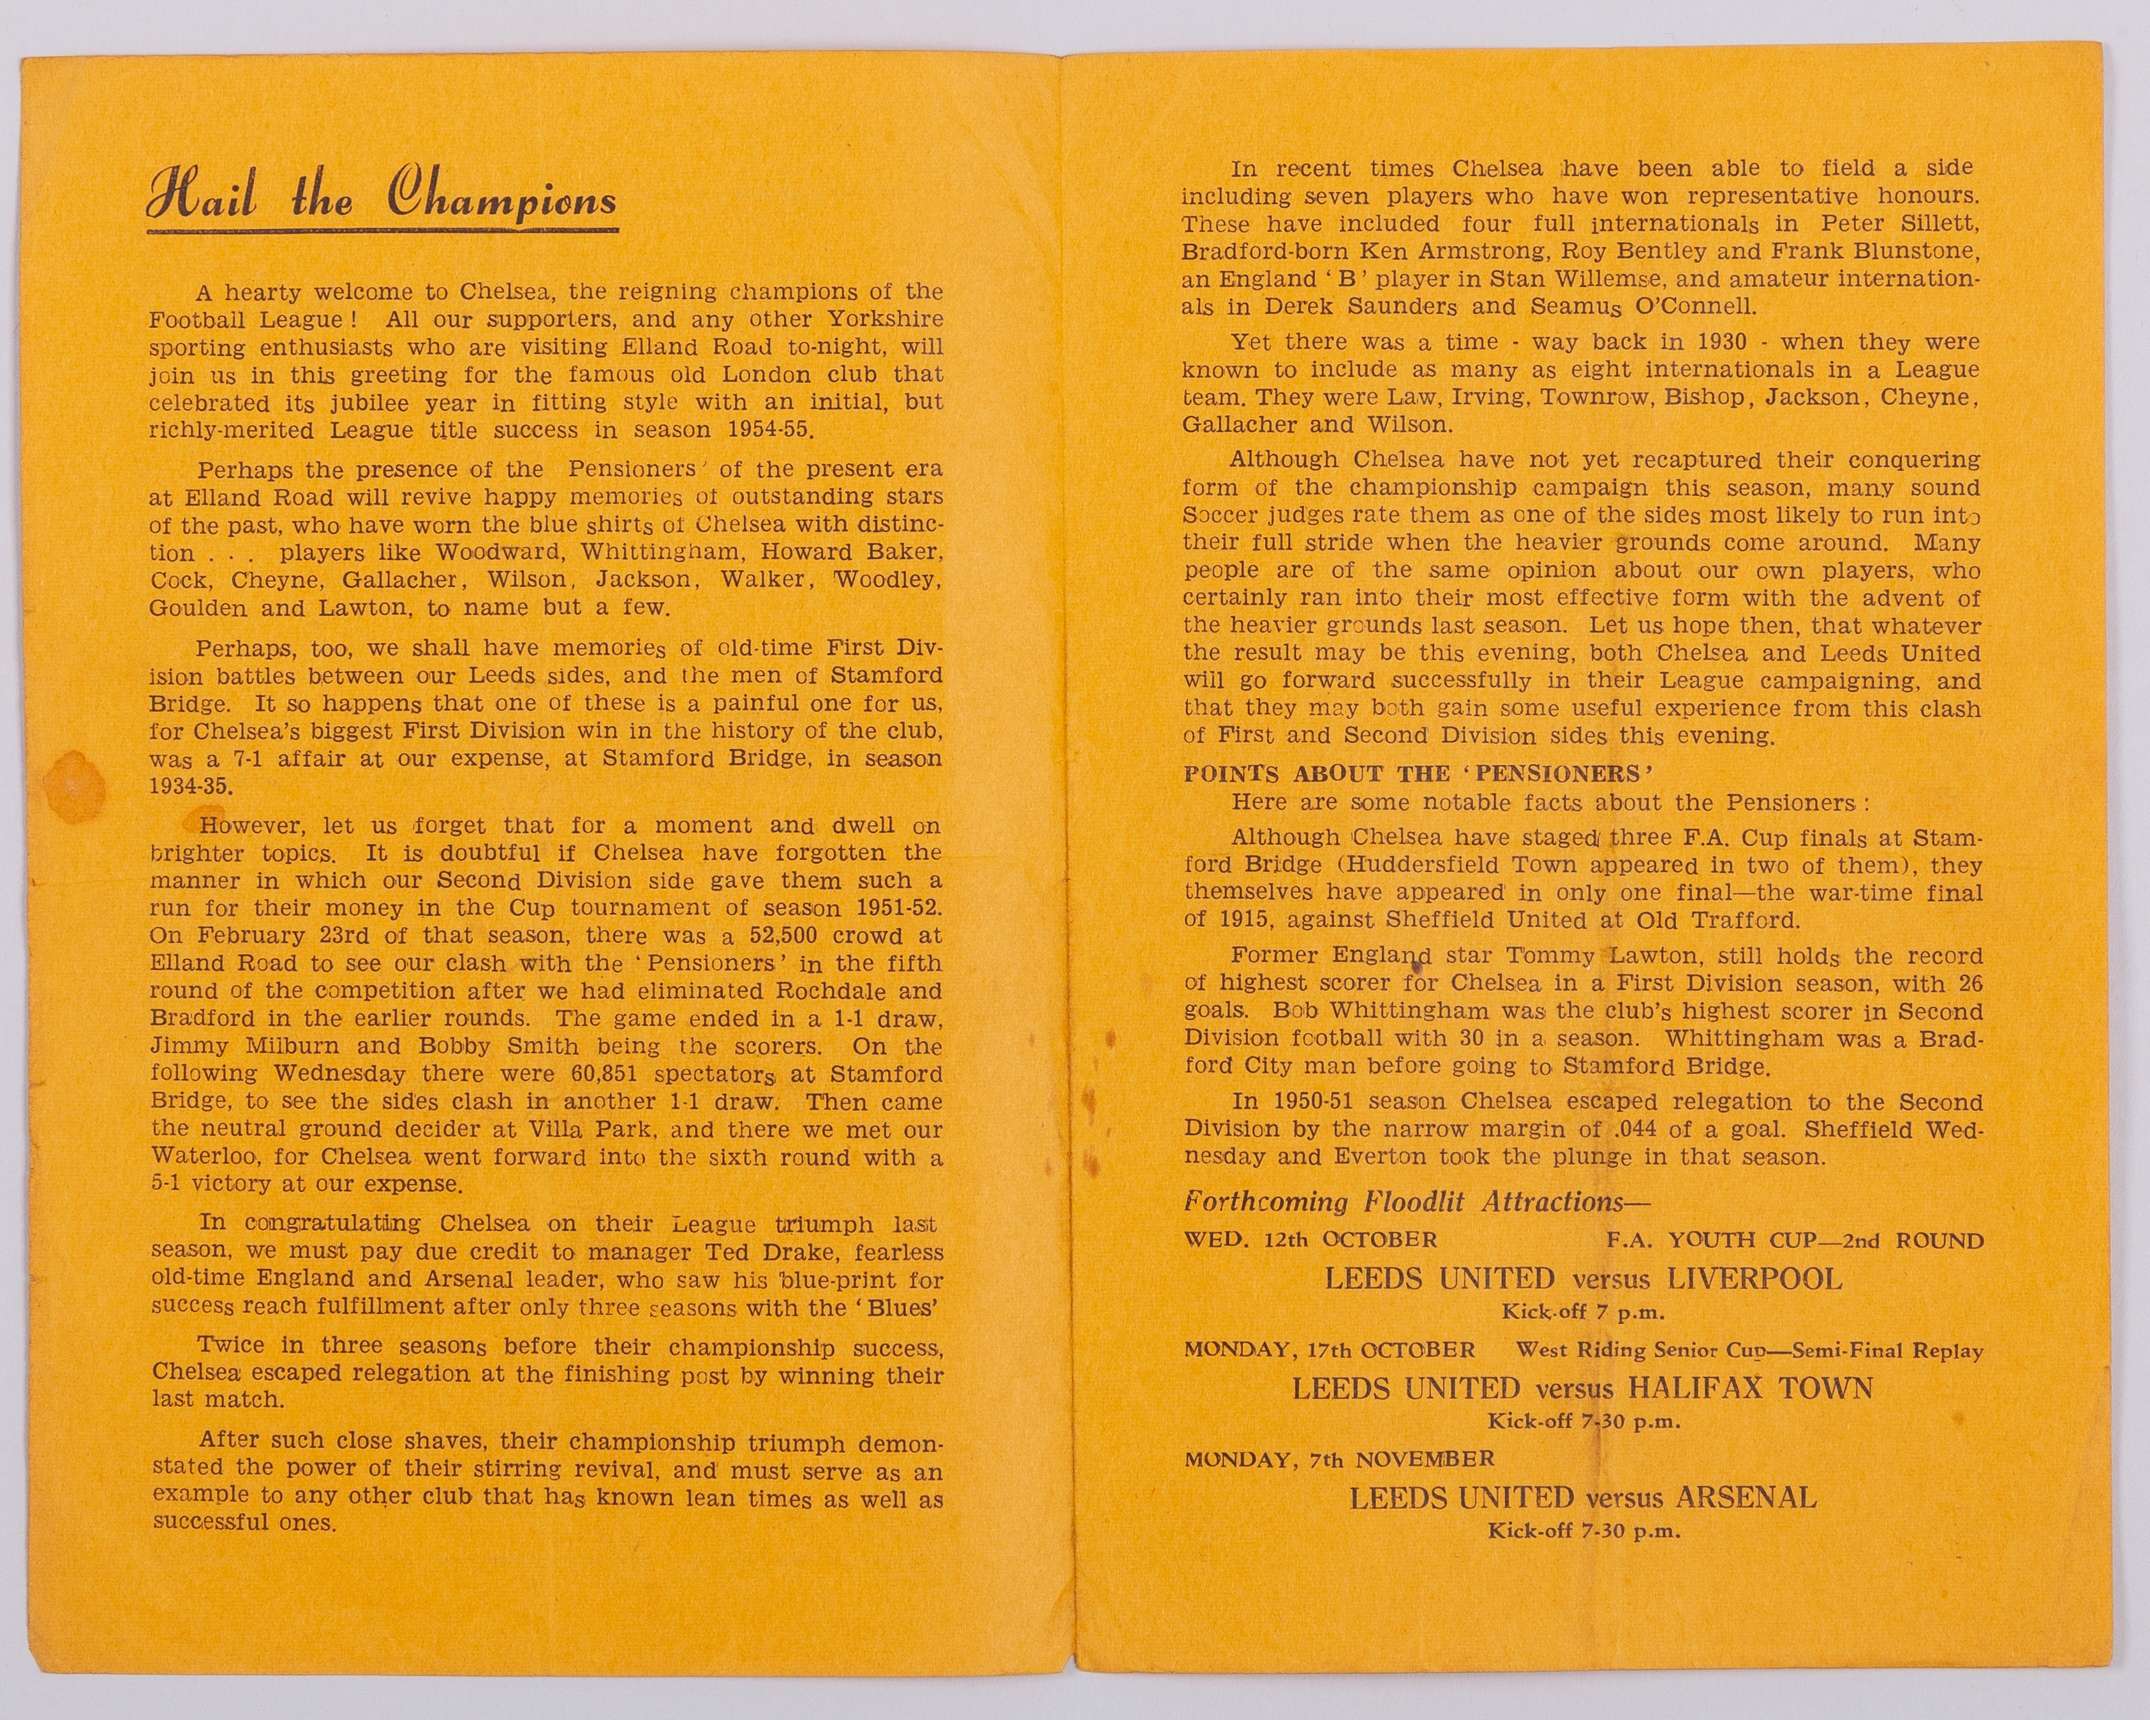 Hail the Champions
A hearty welcome to Chelsea, the reigning champions of the
Football League ! All our supporters, and any other Yorkshire
sporting enthusiasts who are visiting Elland Road to-night, will
join us in this greeting for the famous old London club that
celebrated its jubilee year in fitting style with an initial, but
richly-merited League title success in season 1954-55.
Perhaps the presence of the Pensioners ' of the present era
at Elland Road will revive happy memories of outstanding stars
of the past, who have worn the blue shirts of Chelsea with distinc-
tion . . . players like Woodward, Whittingham, Howard Baker,
Cock, Cheyne, Gallacher, Wilson, Jackson, Walker, Woodley,
Goulden and Lawton, to name but a few.
Perhaps, too, we shall have memories of old-time First Div-
ision battles between our Leeds sides, and the men of Stamford
Bridge. It so happens that one of these is a painful one for us,
for Chelsea's biggest First Division win in the history of the club,
was a 7-1 affair at our expense, at Stamford Bridge, in season
1934-35.
However, let us forget that for a moment and dwell on
brighter topics. It is doubtful if Chelsea have forgotten the
manner in which our Second Division side gave them such a
run for their money in the Cup tournament of season 1951-52.
On February 23rd of that season, there was a 52,500 crowd at
Elland Road to see our clash with the ' Pensioners ' in the fifth
round of the competition after we had eliminated Rochdale and
Bradford in the earlier rounds. The game ended in a 1-1 draw,
Jimmy Milburn and Bobby Smith being the scorers. On the
following Wednesday there were 60,851 spectators at Stamford
Bridge, to see the sides clash in another 1-1 draw. Then came
the neutral ground decider at Villa Park, and there we met our
Waterloo, for Chelsea went forward into the sixth round with a
5-1 victory at our expense.
In congratulating Chelsea on their League triumph last
season, we must pay due credit to manager Ted Drake, fearless
old-time England and Arsenal leader, who saw his blue-print for
success reach fulfillment after only three seasons with the ' Blues'
Twice in three seasons before their championship success,
Chelsea escaped relegation at the finishing post by winning their
last match.
After such close shaves, their championship triumph demon-
stated the power of their stirring revival, and must serve as an
example to any other club that has known lean times as well as
successful ones.
In recent times Chelsea have been able to field a side
including seven players who have won representative honours.
These have included four full internationals in Peter Sillett,
Bradford-born Ken Armstrong, Roy Bentley and Frank Blunstone,
an England ' B ' player in Stan Willemse, and amateur internation-
als in Derek Saunders and Seamus O'Connell.
Yet there was a time - way back in 1930 - when they were
known to include as many as eight internationals in a League
team. They were Law, Irving, Townrow, Bishop, Jackson, Cheyne,
Gallacher and Wilson.
Although Chelsea have not yet recaptured their conquering
form of the championship campaign this season, many sound
Soccer judges rate them as one of the sides most likely to run into
their full stride when the heavier grounds come around. Many
people are of the same opinion about our own players, who
certainly ran into their most effective form with the advent of
the heavier grounds last season. Let us hope then, that whatever
the result may be this evening, both Chelsea and Leeds United
will go forward successfully in their League campaigning, and
that they may both gain some useful experience from this clash
of First and Second Division sides this evening.
POINTS ABOUT THE ' PENSIONERS '
Here are some notable facts about the Pensioners :
Although Chelsea have staged three F.A. Cup finals at Stam-
ford Bridge (Huddersfield Town appeared in two of them), they
themselves have appeared in only one final—the war-time final
of 1915, against Sheffield United at Old Trafford.
Former England star Tommy Lawton, still holds the record
of highest scorer for Chelsea in a First Division season, with 26
goals. Bob Whittingham was the club's highest scorer in Second
Division football with 30 in a season. Whittingham was a Brad-
ford City man before going to Stamford Bridge.
In 1950-51 season Chelsea escaped relegation to the Second
Division by the narrow margin of .044 of a goal. Sheffield Wed-
nesday and Everton took the plunge in that season.
Forthcoming Floodlit Attractions—
WED. 12th OCTOBER F.A. YOUTH CUP—2nd ROUND
LEEDS UNITED versus LIVERPOOL
Kick-off 7 p.m.
MONDAY, 17th OCTOBER West Riding Senior Cup—Semi-Final Replay
LEEDS UNITED versus HALIFAX TOWN
Kick-off 7-30 p.m.
MONDAY, 7th NOVEMBER
LEEDS UNITED versus ARSENAL
Kick-off 7-30 p.m.